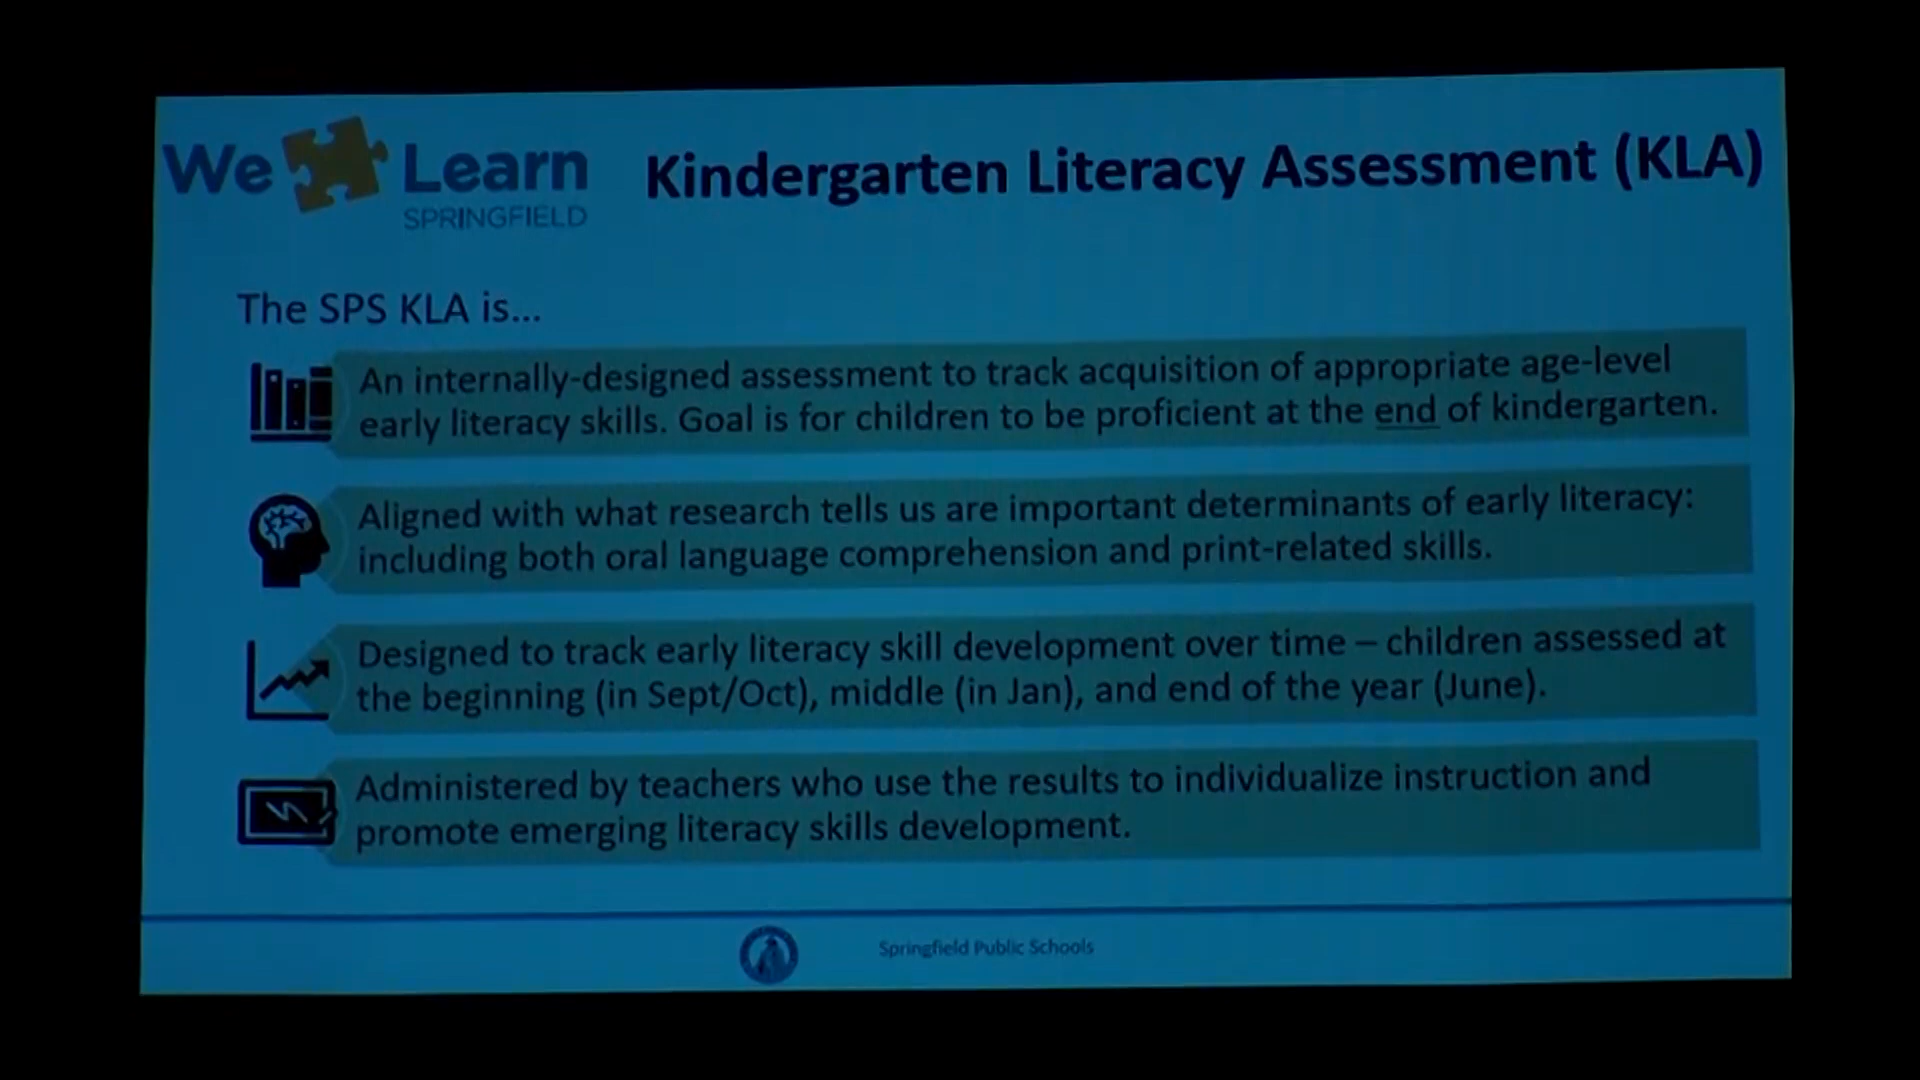 We Learn
SPRINGFIELD
Kindergarten Literacy Assessment (KLA)
The SPS KLA is...
An internally-designed assessment to track acquisition of appropriate age-level
early literacy skills. Goal is for children to be proficient at the end of kindergarten.
Aligned with what research tells us are important determinants of early literacy:
including both oral language comprehension and print-related skills.
Designed to track early literacy skill development over time – children assessed at
the beginning (in Sept/Oct), middle (in Jan), and end of the year (June).
Administered by teachers who use the results to individualize instruction and
promote emerging literacy skills development.
Springfield Public Schools